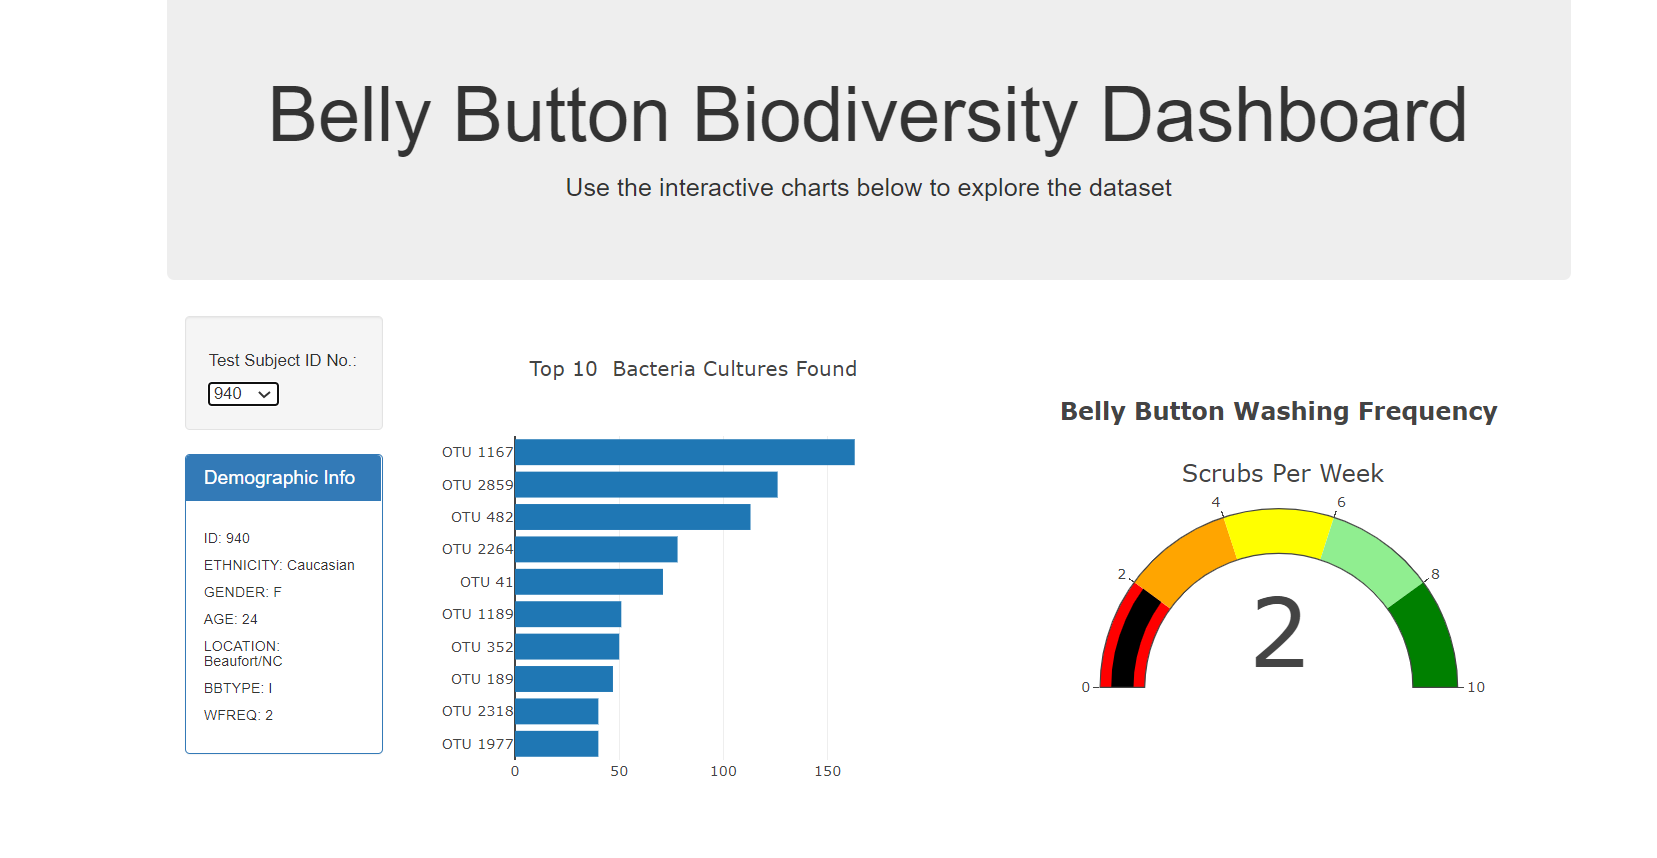 Belly Button Biodiversity Dashboard
Use the interactive charts below to explore the dataset
Test Subject ID No.:
940
Demographic Info
ID: 940
ETHNICITY: Caucasian
GENDER: F
AGE: 24
LOCATION:
Beaufort/NC
BBTYPE: I
WFREQ: 2
Top 10  Bacteria Cultures Found
OTU 1167
OTU 2859
OTU 482
OTU 2264
OTU 41
OTU 1189
OTU 352
OTU 189
OTU 2318
OTU 1977
0 50 100 150
Belly Button Washing Frequency
Scrubs Per Week
4 6
2 8
2
0 10